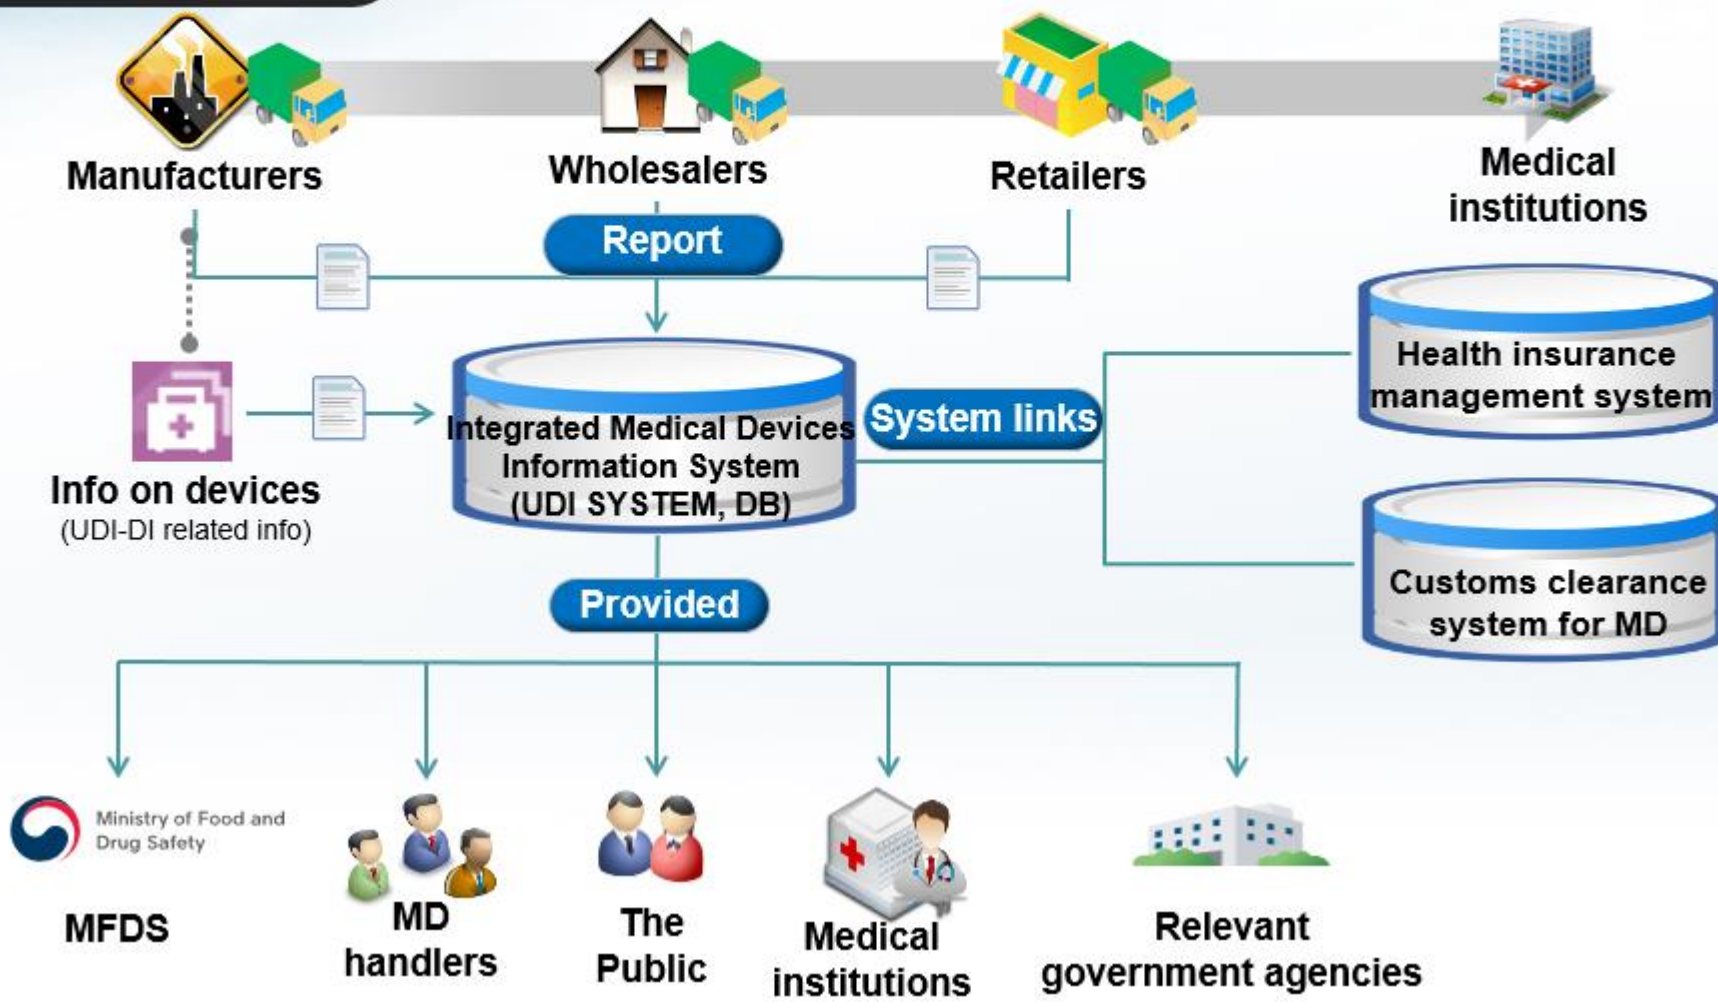 Manufacturers
Wholesalers
Retailers
Medical
institutions
Report
Health insurance
management system
System links
Integrated Medical Devices
Information System
(UDI SYSTEM, DB)
Info on devices
(UDI-DI related info)
Customs clearance
system for MD
Provided
Ministry of Food and
Drug Safety
MFDS
MD
handlers
The
Public
Medical
institutions
Relevant
government agencies